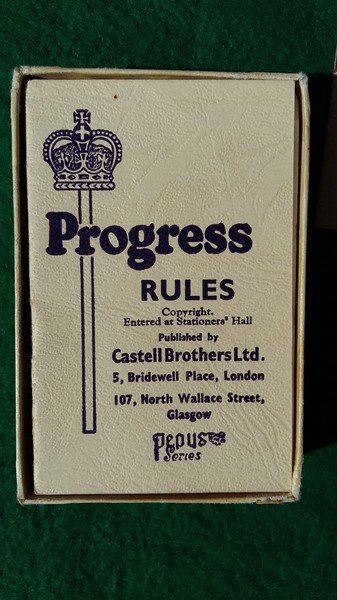 Progress
RULES
Copyright.
Entered at Stationers' Hall
Published by
Castell Brothers Ltd.
5, Bridewell Place, London
107, North Wallace Street,
Glasgow
PEPYS
Series